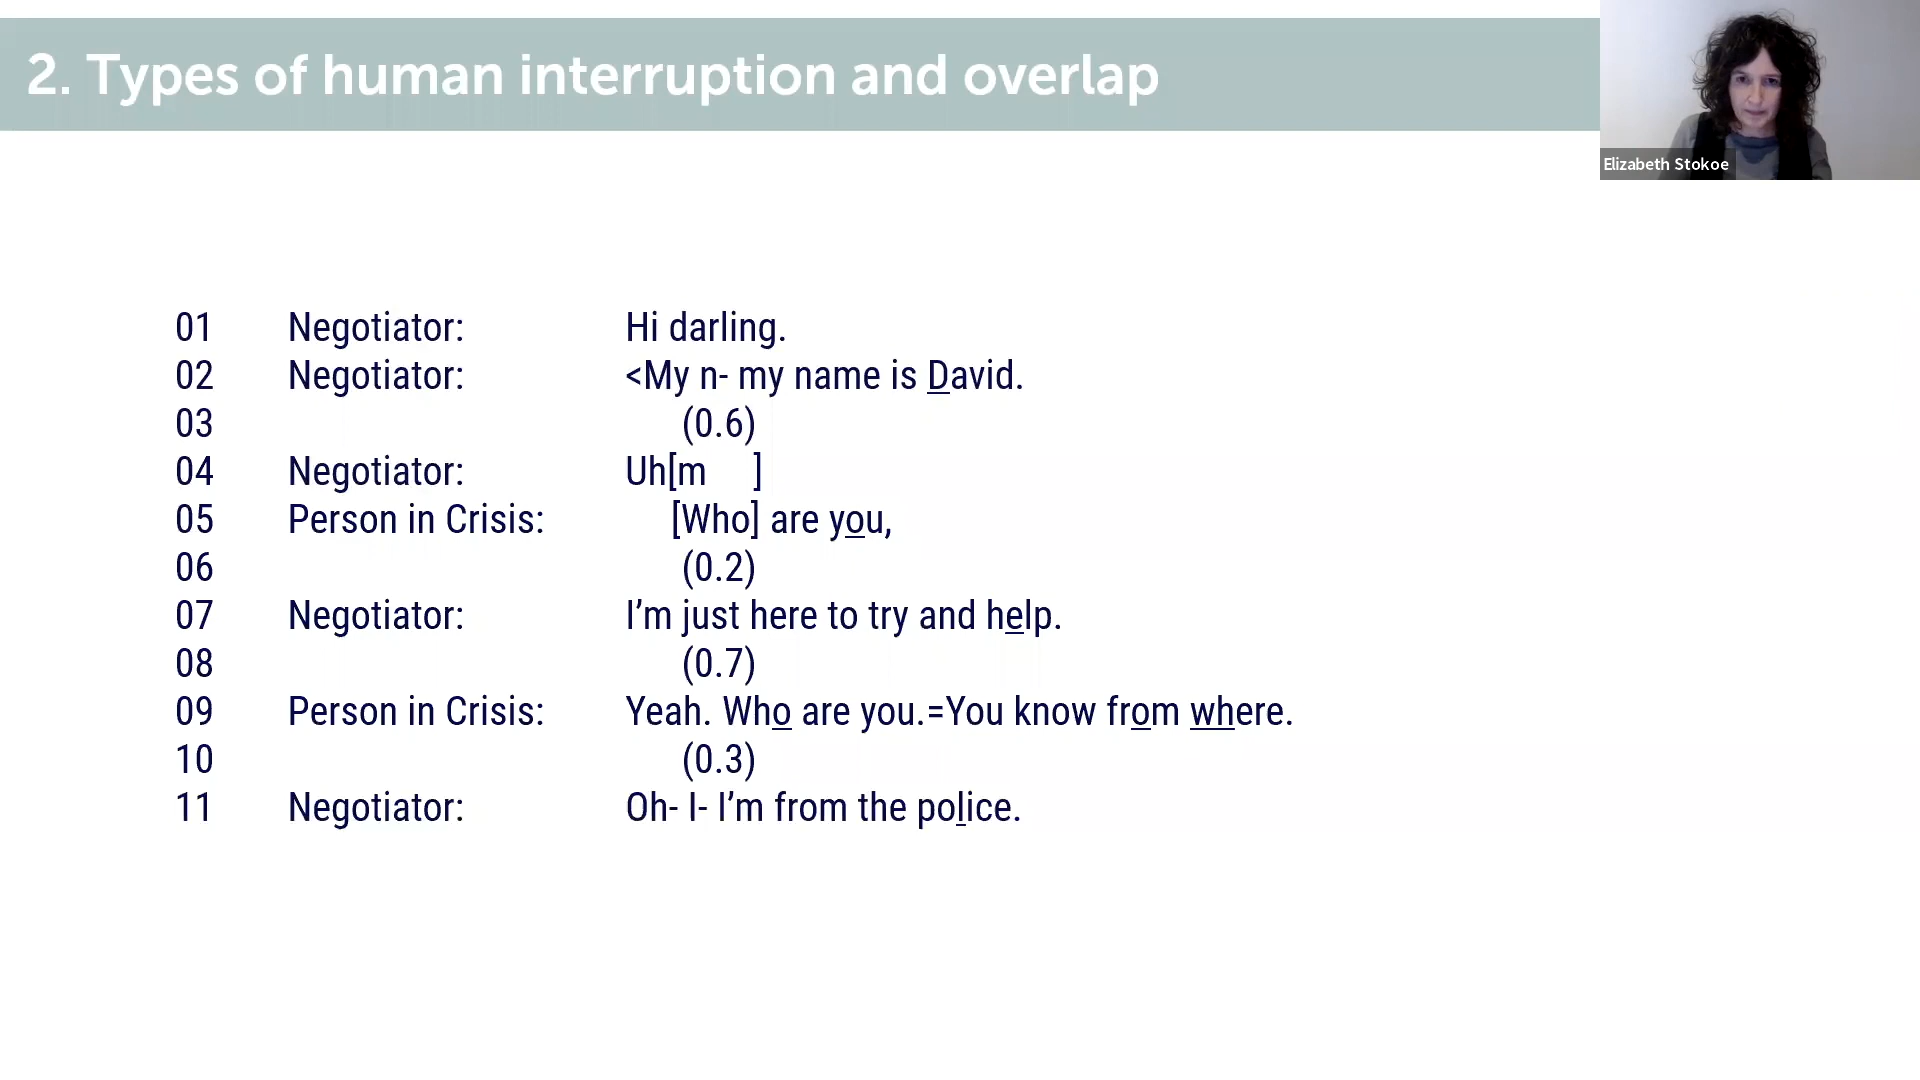 2. Types of human interruption and overlap
Elizabeth Stokoe
01 Negotiator: Hi darling.
02 Negotiator: <My n- my name is David.
03 (0.6)
04 Negotiator: Uh[m ]
05 Person in Crisis: [Who] are you,
06 (0.2)
07 Negotiator: I’m just here to try and help.
08 (0.7)
09 Person in Crisis: Yeah. Who are you.=You know from where.
10 (0.3)
11 Negotiator: Oh- I- I’m from the police.